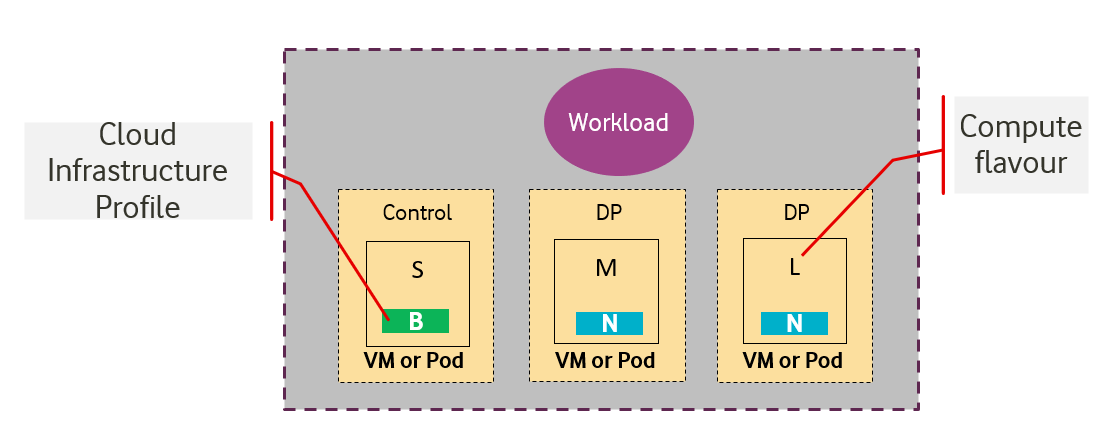 Workload
Cloud
Infrastructure
Profile
Compute
flavour
Control
S
B
VM or Pod
DP
M
N
VM or Pod
DP
L
N
VM or Pod